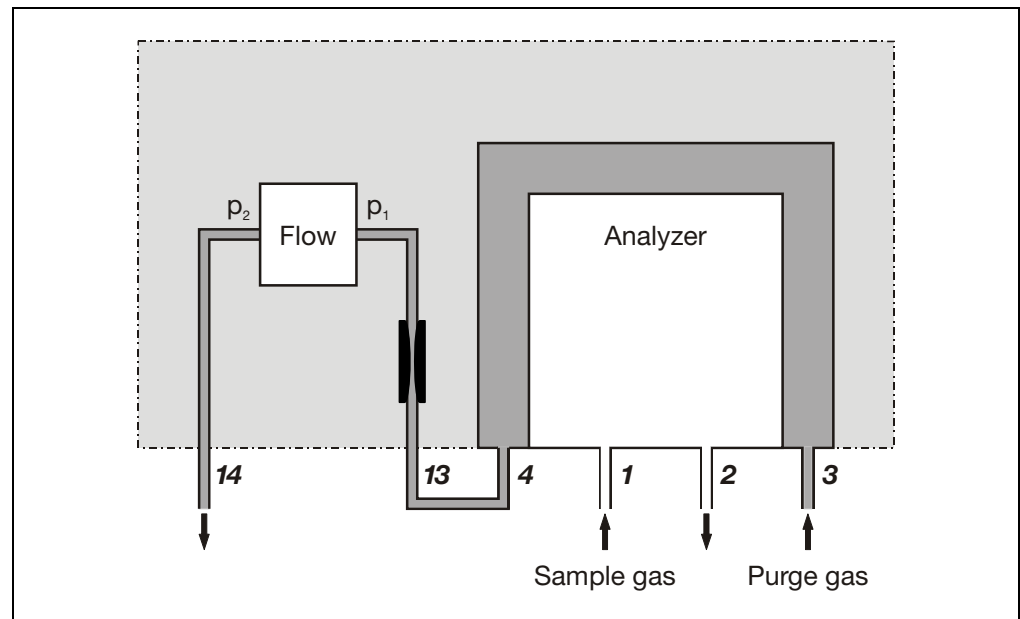 p₂
Flow
p₁
Analyzer
14
13
4
1
2
3
Sample gas
Purge gas